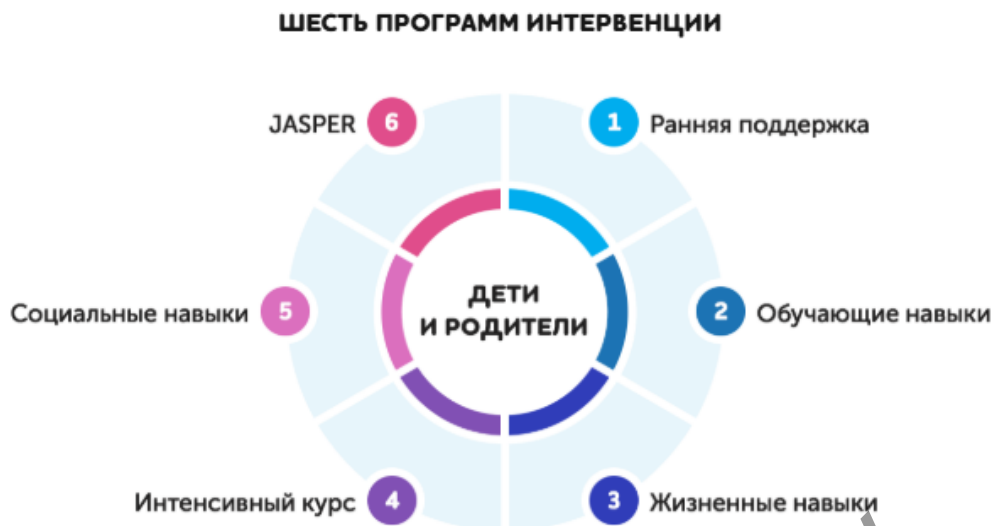 ШЕСТЬ ПРОГРАММ ИНТЕРВЕНЦИИ
JASPER 6
1 Ранняя поддержка
ДЕТИ
И РОДИТЕЛИ
Социальные навыки 5
2 Обучающие навыки
Интенсивный курс 4
3 Жизненные навыки